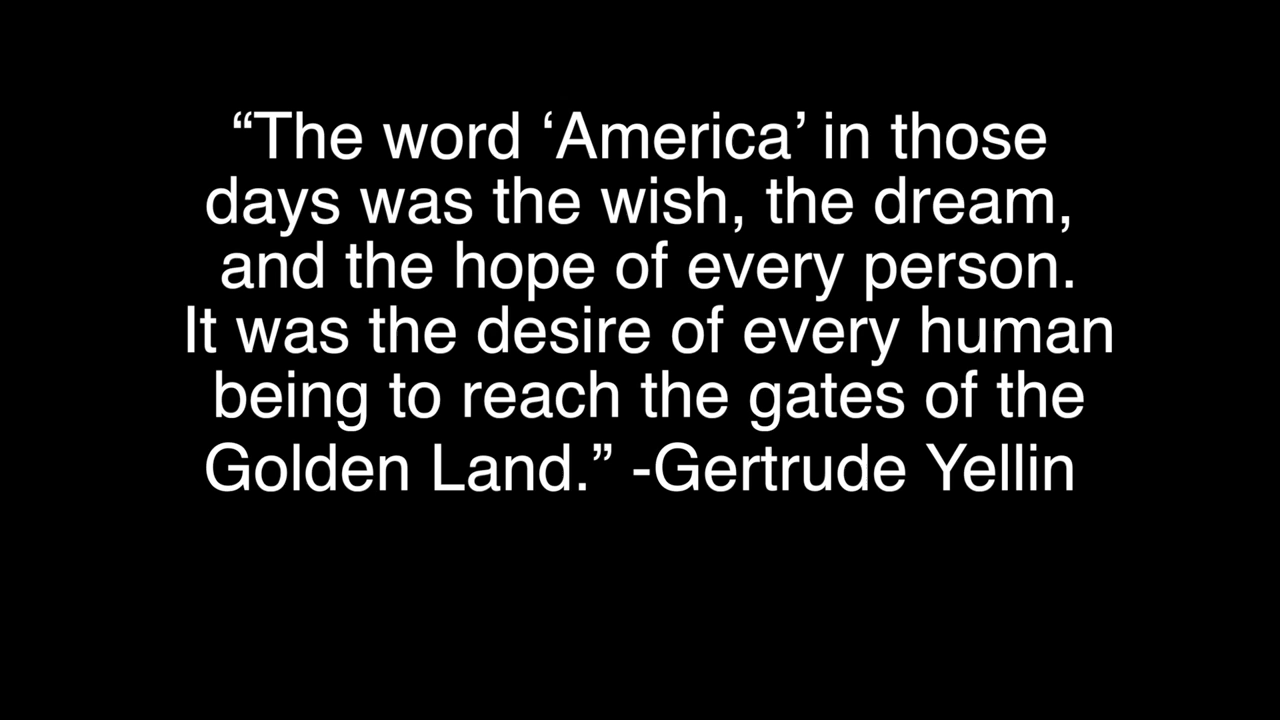 “The word ‘America’ in those
days was the wish, the dream,
and the hope of every person.
It was the desire of every human
being to reach the gates of the
Golden Land.” -Gertrude Yellin